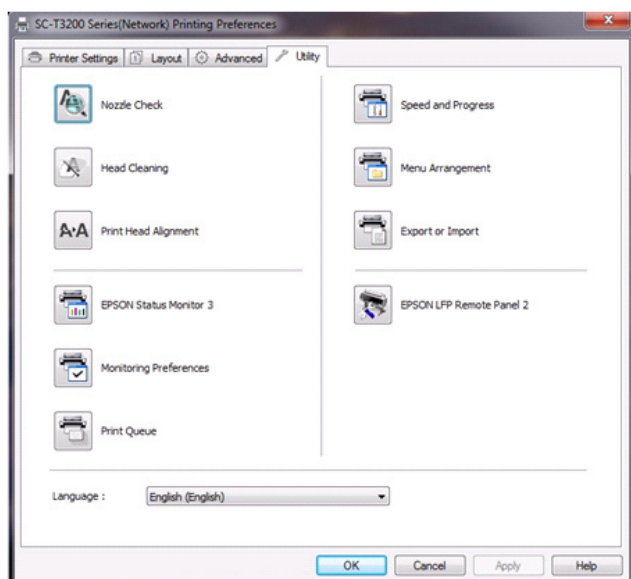 SC-T3200 Series(Network) Printing Preferences
Printer Settings
Layout
Advanced
Utility
Nozzle Check
Head Cleaning
Print Head Alignment
EPSON Status Monitor 3
Monitoring Preferences
Print Queue
Speed and Progress
Menu Arrangement
Export or Import
EPSON LFP Remote Panel 2
Language :
English (English)
OK
Cancel
Apply
Help